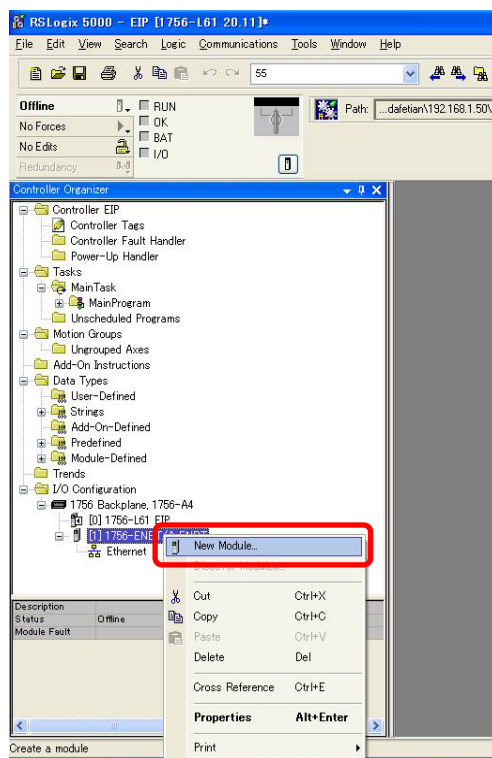 RSLogix 5000 - EIP [1756-L61 20.11]*
File Edit View Search Logic Communications Tools Window Help
55
Offline RUN Path: ...dafetian\192.168.1.50\
No Forces OK
No Edits BAT
Redundancy I/O
Controller Organizer
Controller EIP
Controller Tags
Controller Fault Handler
Power-Up Handler
Tasks
MainTask
MainProgram
Unscheduled Programs
Motion Groups
Ungrouped Axes
Add-On Instructions
Data Types
User-Defined
Strings
Add-On-Defined
Predefined
Module-Defined
Trends
I/O Configuration
1756 Backplane, 1756-A4
[0] 1756-L61 EIP
[1] 1756-EN
Ethernet
New Module...
Discover Modules...
Cut Ctrl+X
Copy Ctrl+C
Paste Ctrl+V
Delete Del
Cross Reference Ctrl+E
Properties Alt+Enter
Print
Description
Status Offline
Module Fault
Create a module